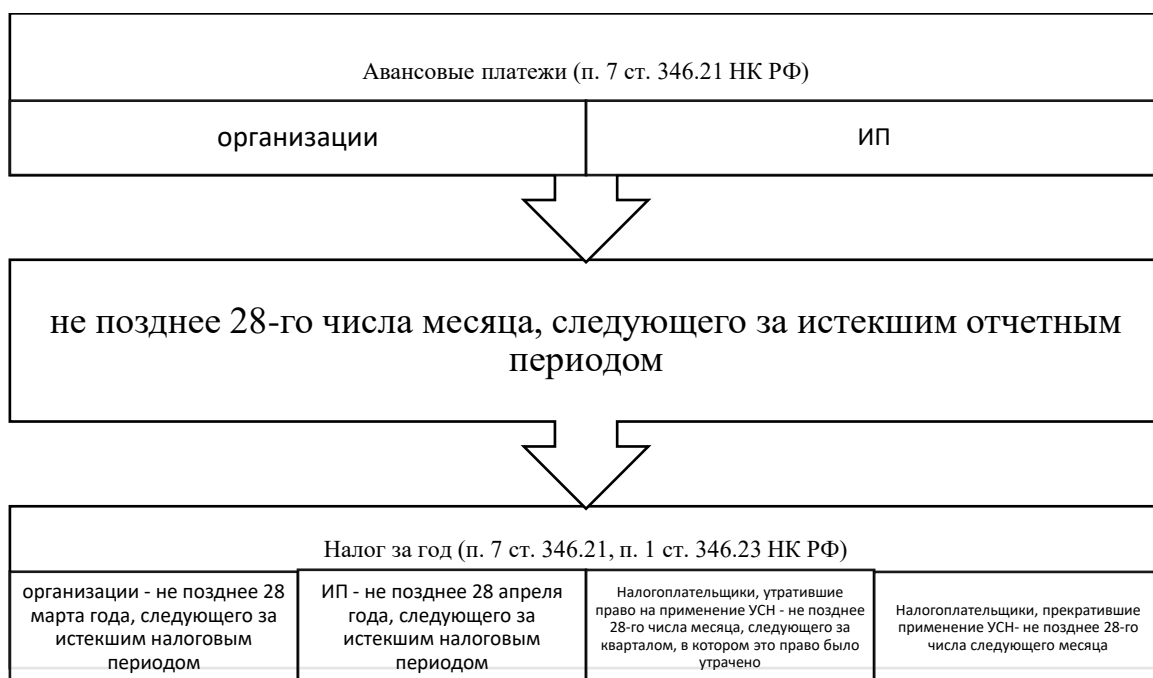 Авансовые платежи (п. 7 ст. 346.21 НК РФ)
организации
ИП
не позднее 28-го числа месяца, следующего за истекшим отчетным
периодом
Налог за год (п. 7 ст. 346.21, п. 1 ст. 346.23 НК РФ)
организации - не позднее 28
марта года, следующего за
истекшим налоговым
периодом
ИП - не позднее 28 апреля
года, следующего за
истекшим налоговым
периодом
Налогоплательщики, утратившие
право на применение УСН - не позднее
28-го числа месяца, следующего за
кварталом, в котором это право было
утрачено
Налогоплательщики, прекратившие
применение УСН- не позднее 28-го
числа следующего месяца